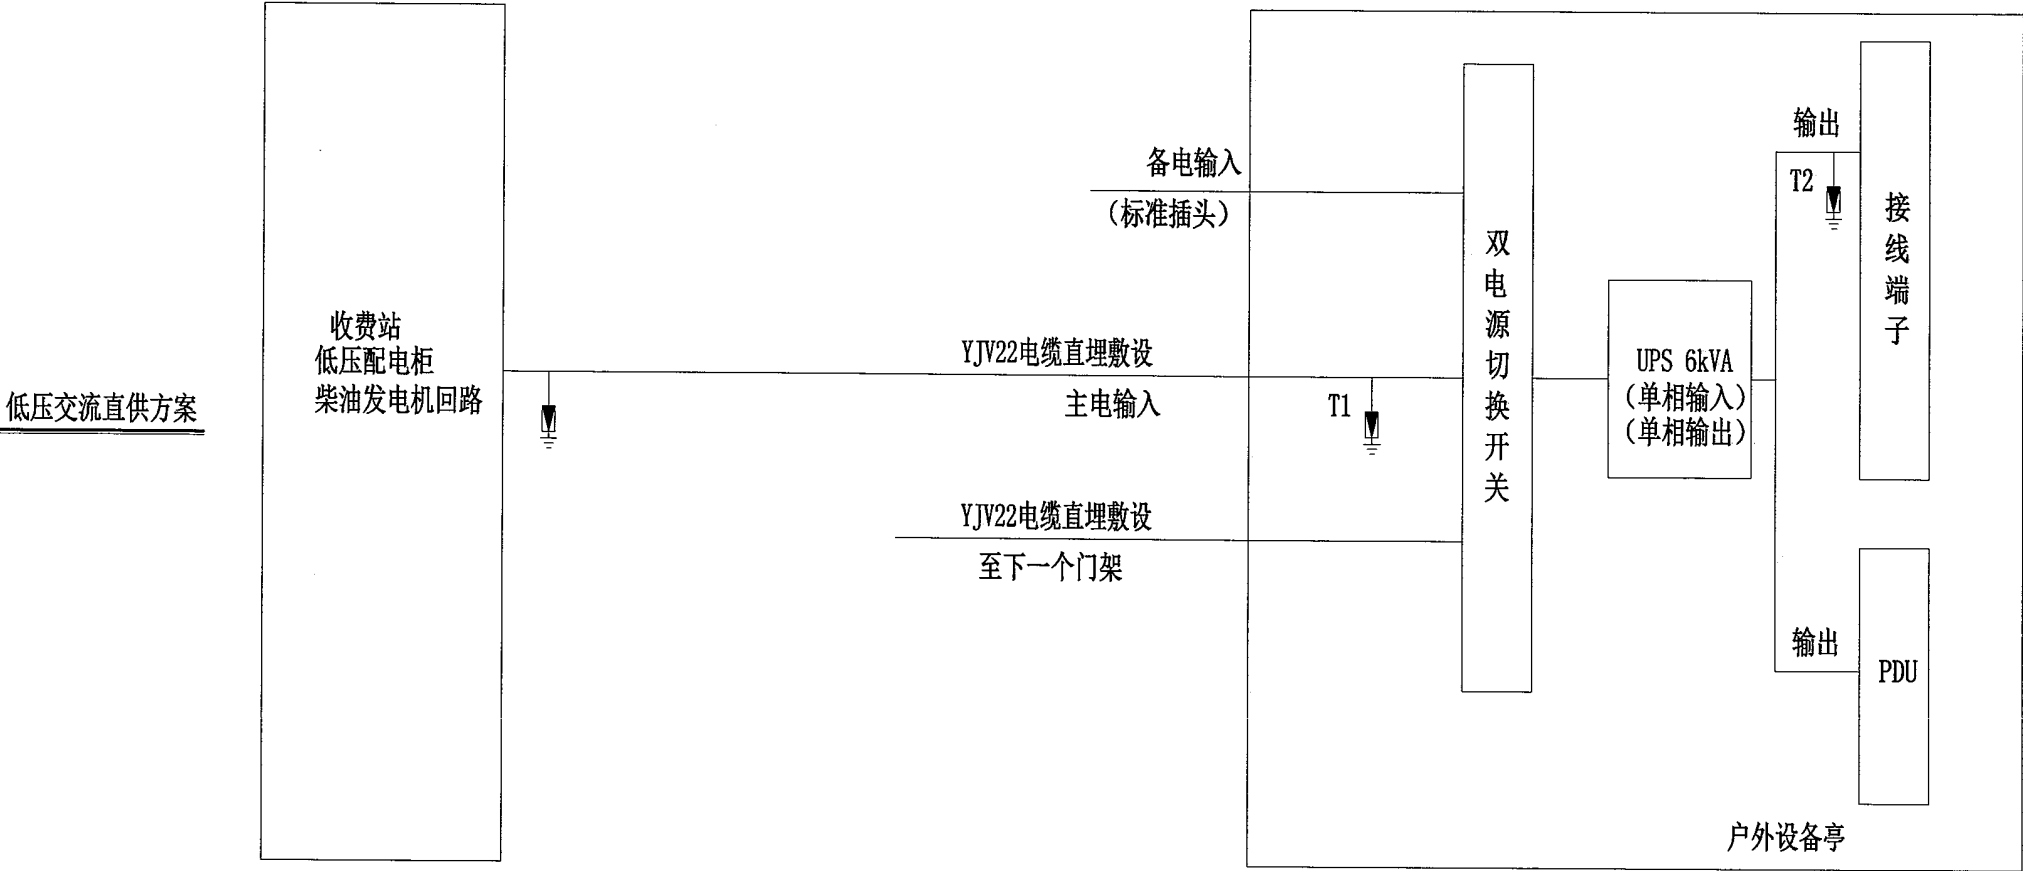 低压交流直供方案
收费站
低压配电柜
柴油发电机回路
备电输入
(标准插头)
YJV22电缆直埋敷设
主电输入
YJV22电缆直埋敷设
至下一个门架
T1
双电源切换开关
UPS 6kVA
(单相输入)
(单相输出)
输出
T2
接线端子
输出
PDU
户外设备亭